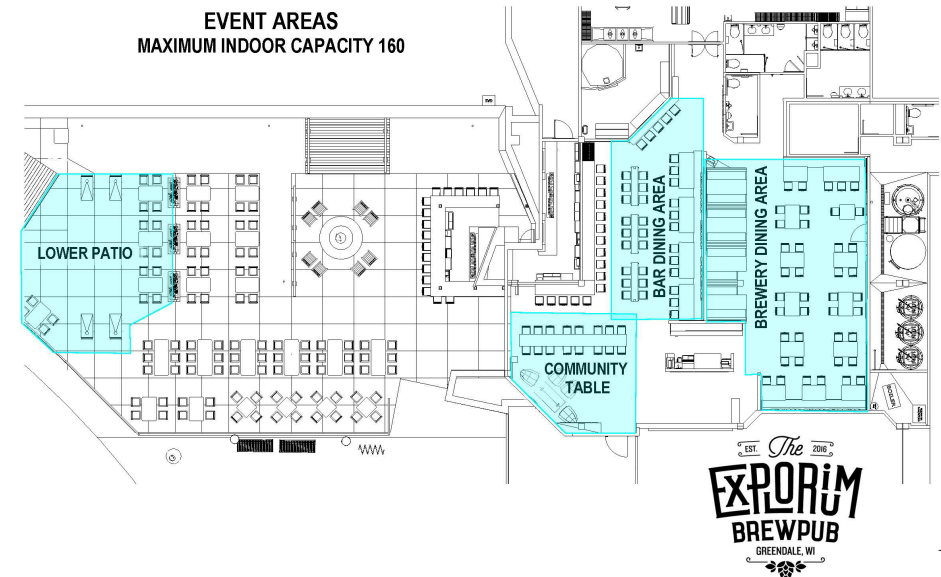 EVENT AREAS
MAXIMUM INDOOR CAPACITY 160
LOWER PATIO
BAR DINING AREA
BREWERY DINING AREA
COMMUNITY
TABLE
BOILER
EST. The 2016
EXPLORIUM
BREWPUB
GREENDALE, WI